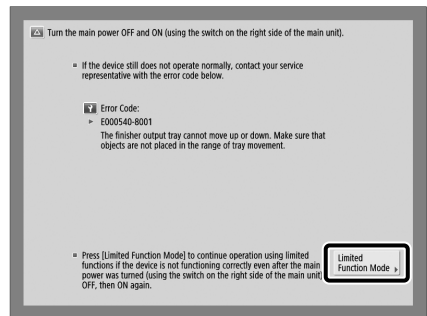 Turn the main power OFF and ON (using the switch on the right side of the main unit).
If the device still does not operate normally, contact your service
representative with the error code below.
Error Code:
E000540-8001
The finisher output tray cannot move up or down. Make sure that
objects are not placed in the range of tray movement.
Press [Limited Function Mode] to continue operation using limited
functions if the device is not functioning correctly even after the main
power was turned (using the switch on the right side of the main unit)
OFF, then ON again.
Limited
Function Mode